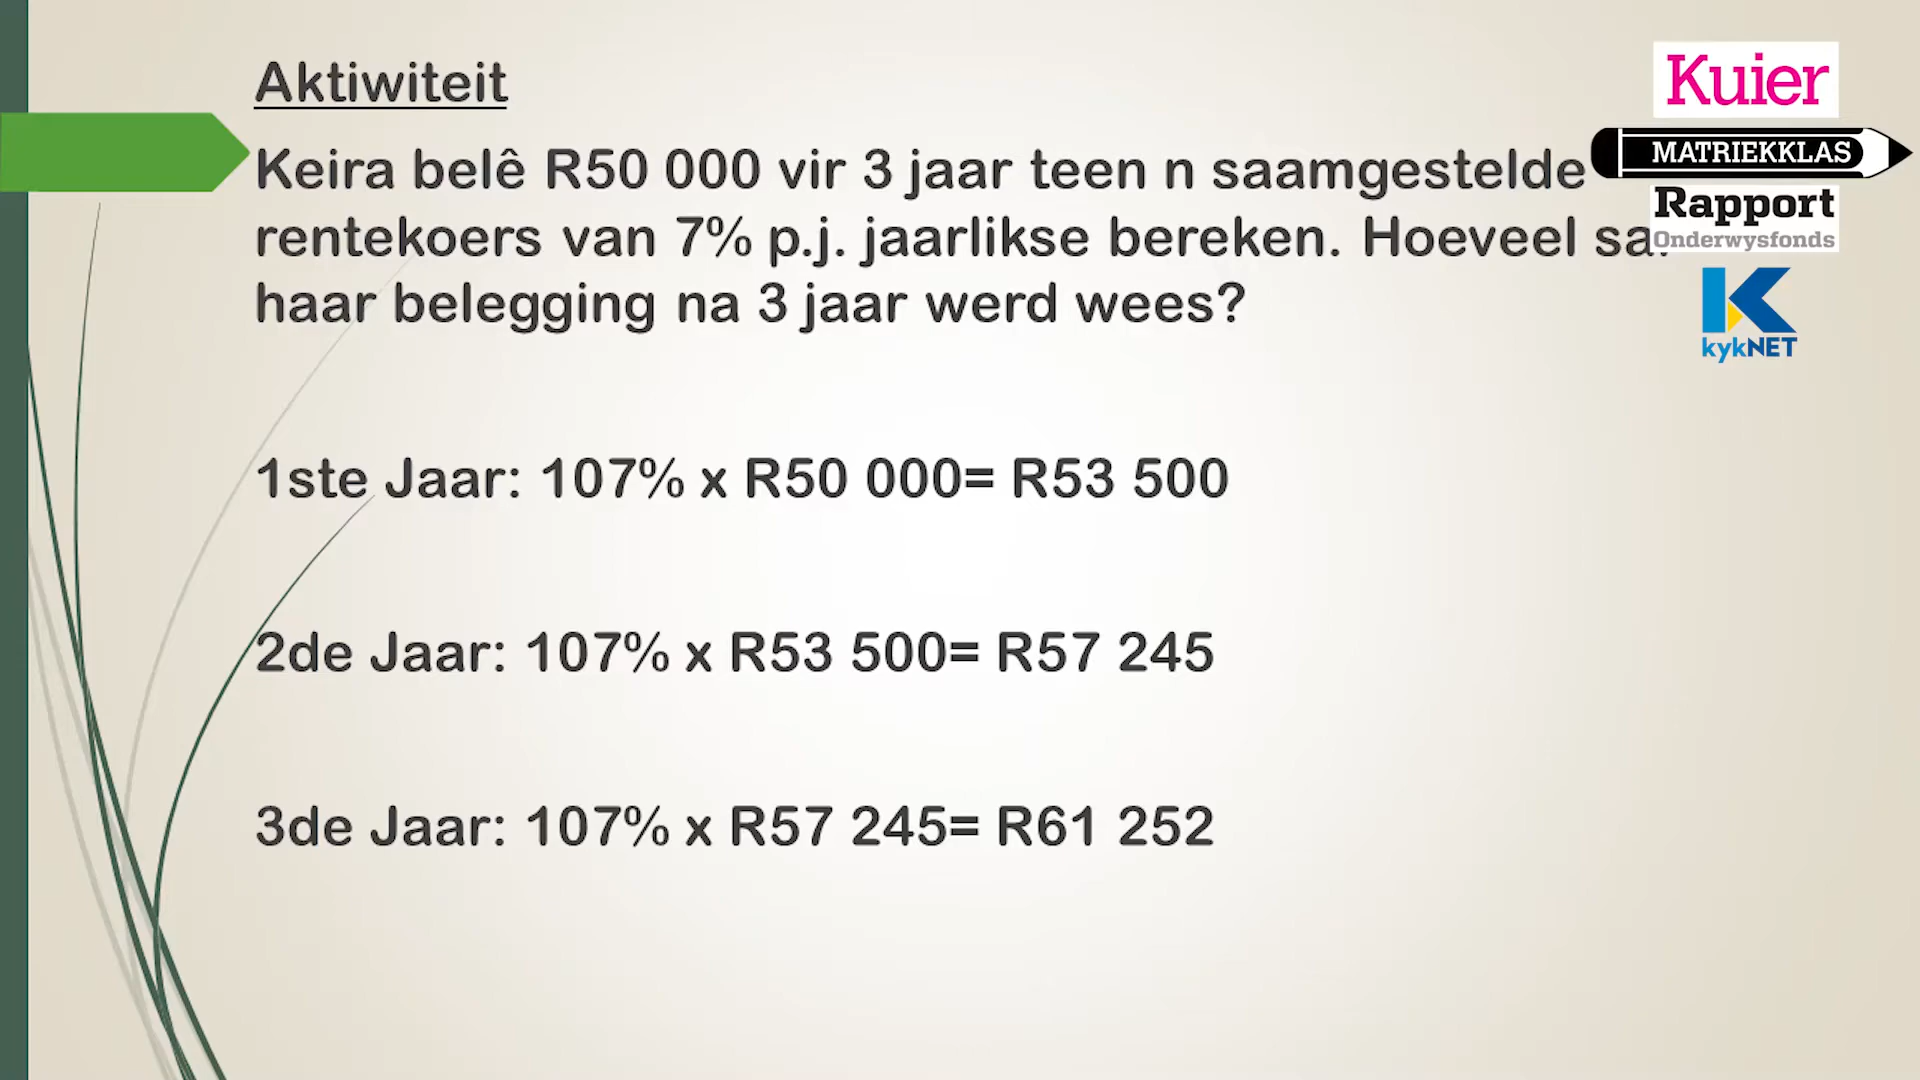 Aktiwiteit
Keira belê R50 000 vir 3 jaar teen n saamgestelde
rentekoers van 7% p.j. jaarlikse bereken. Hoeveel
haar belegging na 3 jaar werd wees?
1ste Jaar: 107% x R50 000= R53 500
2de Jaar: 107% x R53 500= R57 245
3de Jaar: 107% x R57 245= R61 252
Kuier
MATRIEKKLAS
Rapport
Onderwysfonds
kykNET